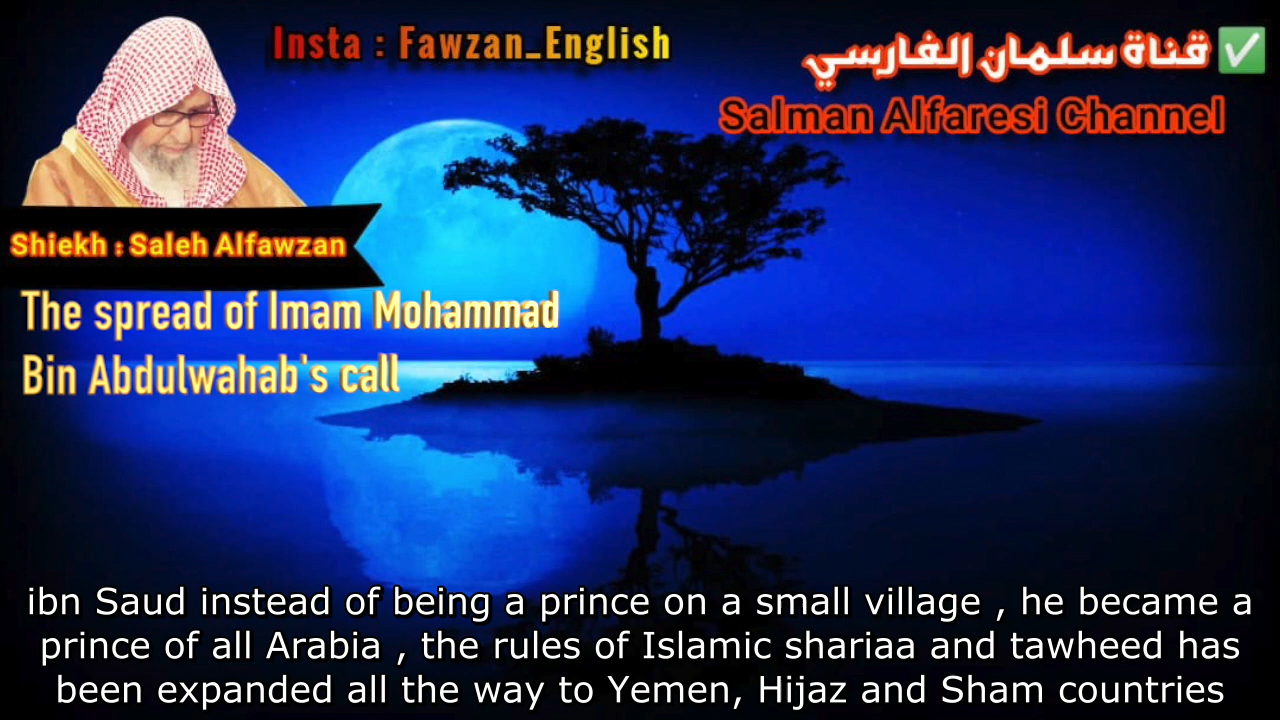 Insta : Fawzan_English
قناة سلمان الفارسي
Salman Alfaresi Channel
Shiekh : Saleh Alfawzan
The spread of Imam Mohammad
Bin Abdulwahab's call
ibn Saud instead of being a prince on a small village , he became a
prince of all Arabia , the rules of Islamic shariaa and tawheed has
been expanded all the way to Yemen, Hijaz and Sham countries